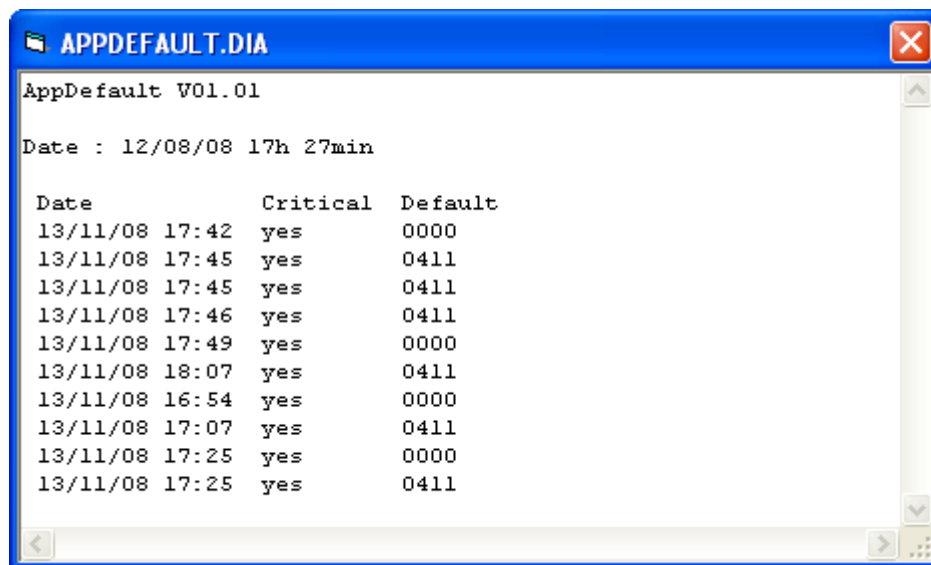 APPDEFAULT.DIA
AppDefault V01.01
Date : 12/08/08 17h 27min
Date Critical Default
13/11/08 17:42 yes 0000
13/11/08 17:45 yes 0411
13/11/08 17:45 yes 0411
13/11/08 17:46 yes 0411
13/11/08 17:49 yes 0000
13/11/08 18:07 yes 0411
13/11/08 16:54 yes 0000
13/11/08 17:07 yes 0411
13/11/08 17:25 yes 0000
13/11/08 17:25 yes 0411